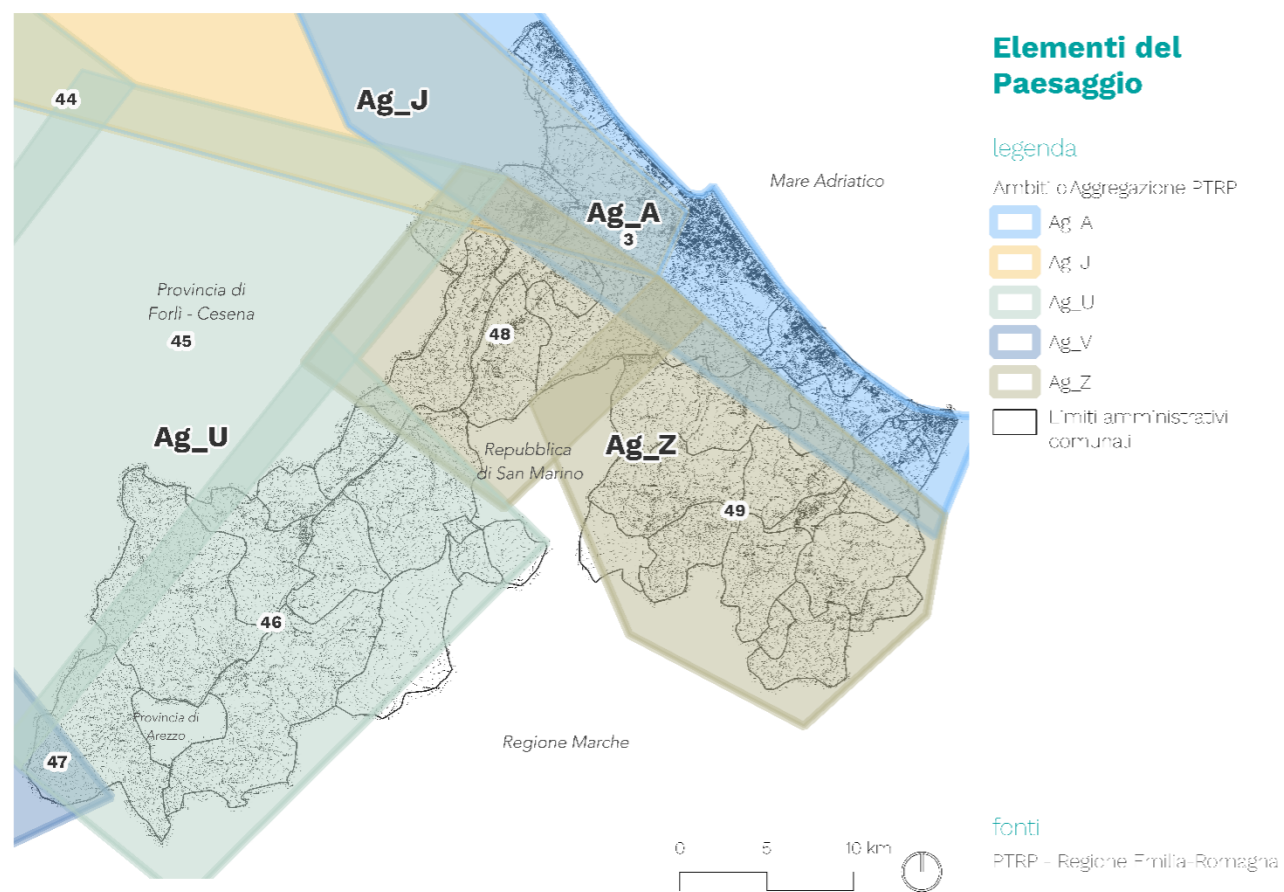 Elementi del
Paesaggio
legenda
Ambiti o Aggregazione PTRP
Ag_A
Ag_J
Ag_U
Ag_V
Ag_Z
Limiti amministrativi
comunali
44
Ag_J
Mare Adriatico
Ag_A
3
Provincia di
Forlì - Cesena
45
48
Ag_U
Repubblica
di San Marino
Ag_Z
49
46
Provincia di
Arezzo
47
Regione Marche
0 5 10 km
fonti
PTRP - Regione Emilia-Romagna